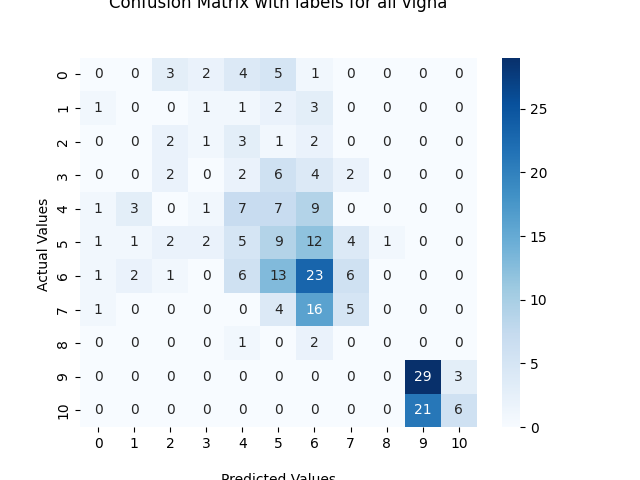 Confusion Matrix with labels for all vigna
0 0 0 3 2 4 5 1 0 0 0 0
1 1 0 0 1 1 2 3 0 0 0 0
2 0 0 2 1 3 1 2 0 0 0 0
3 0 0 2 0 2 6 4 2 0 0 0
4 1 3 0 1 7 7 9 0 0 0 0
5 1 1 2 2 5 9 12 4 1 0 0
6 1 2 1 0 6 13 23 6 0 0 0
7 1 0 0 0 0 4 16 5 0 0 0
8 0 0 0 0 1 0 2 0 0 0 0
9 0 0 0 0 0 0 0 0 0 29 3
10 0 0 0 0 0 0 0 0 0 21 6
0 1 2 3 4 5 6 7 8 9 10
Actual Values
Predicted Values
25
20
15
10
5
0